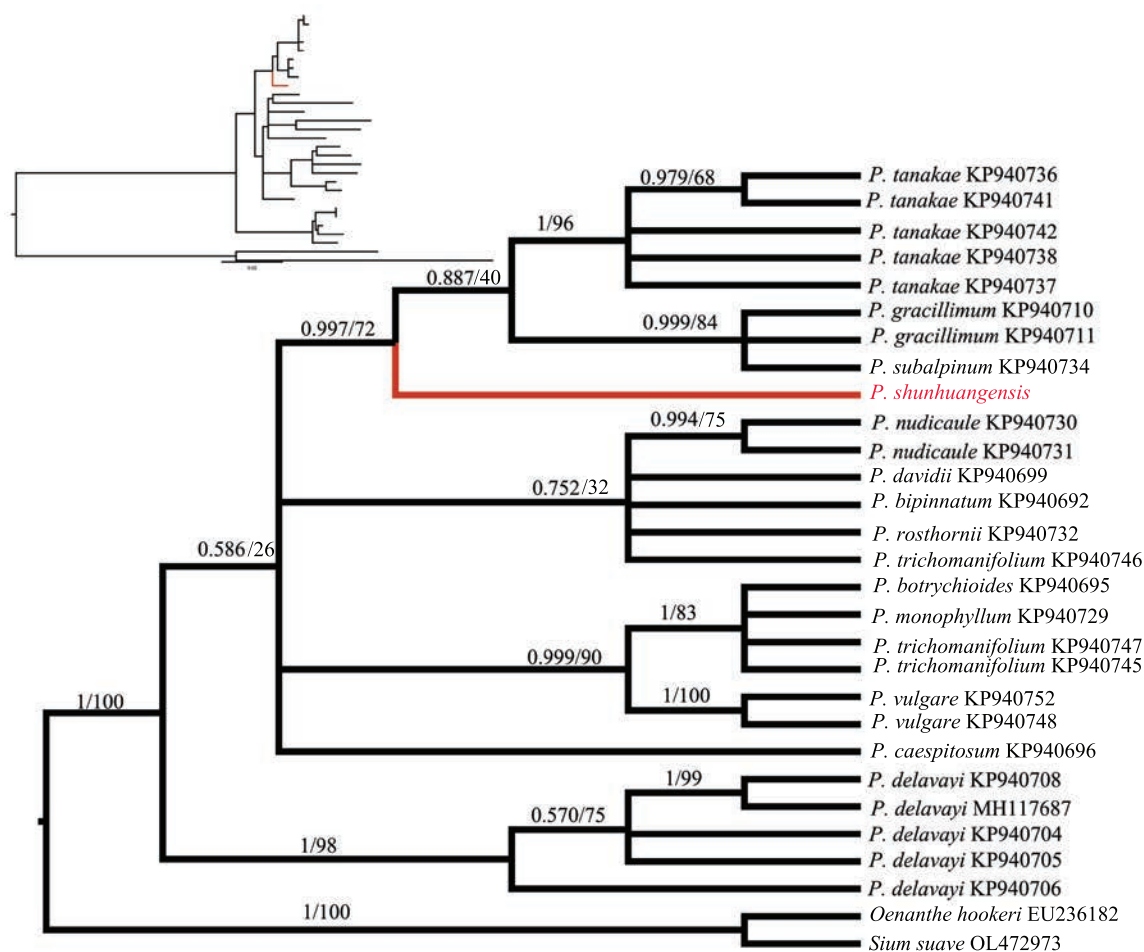 0.979/68
P. tanakae KP940736
P. tanakae KP940741
1/96
P. tanakae KP940742
P. tanakae KP940738
0.887/40
P. tanakae KP940737
P. gracillimum KP940710
0.997/72
0.999/84
P. gracillimum KP940711
P. subalpinum KP940734
P. shunhuangensis
0.994/75
P. nudicaule KP940730
P. nudicaule KP940731
P. davidii KP940699
0.752/32
P. bipinnatum KP940692
P. rosthornii KP940732
0.586/26
P. trichomanifolium KP940746
P. botrychioides KP940695
1/83
P. monophyllum KP940729
P. trichomanifolium KP940747
0.999/90
P. trichomanifolium KP940745
1/100
1/100
P. vulgare KP940752
P. vulgare KP940748
P. caespitosum KP940696
1/99
P. delavayi KP940708
P. delavayi MH117687
0.570/75
P. delavayi KP940704
1/98
P. delavayi KP940705
P. delavayi KP940706
1/100
Oenanthe hookeri EU236182
Sium suave OL472973